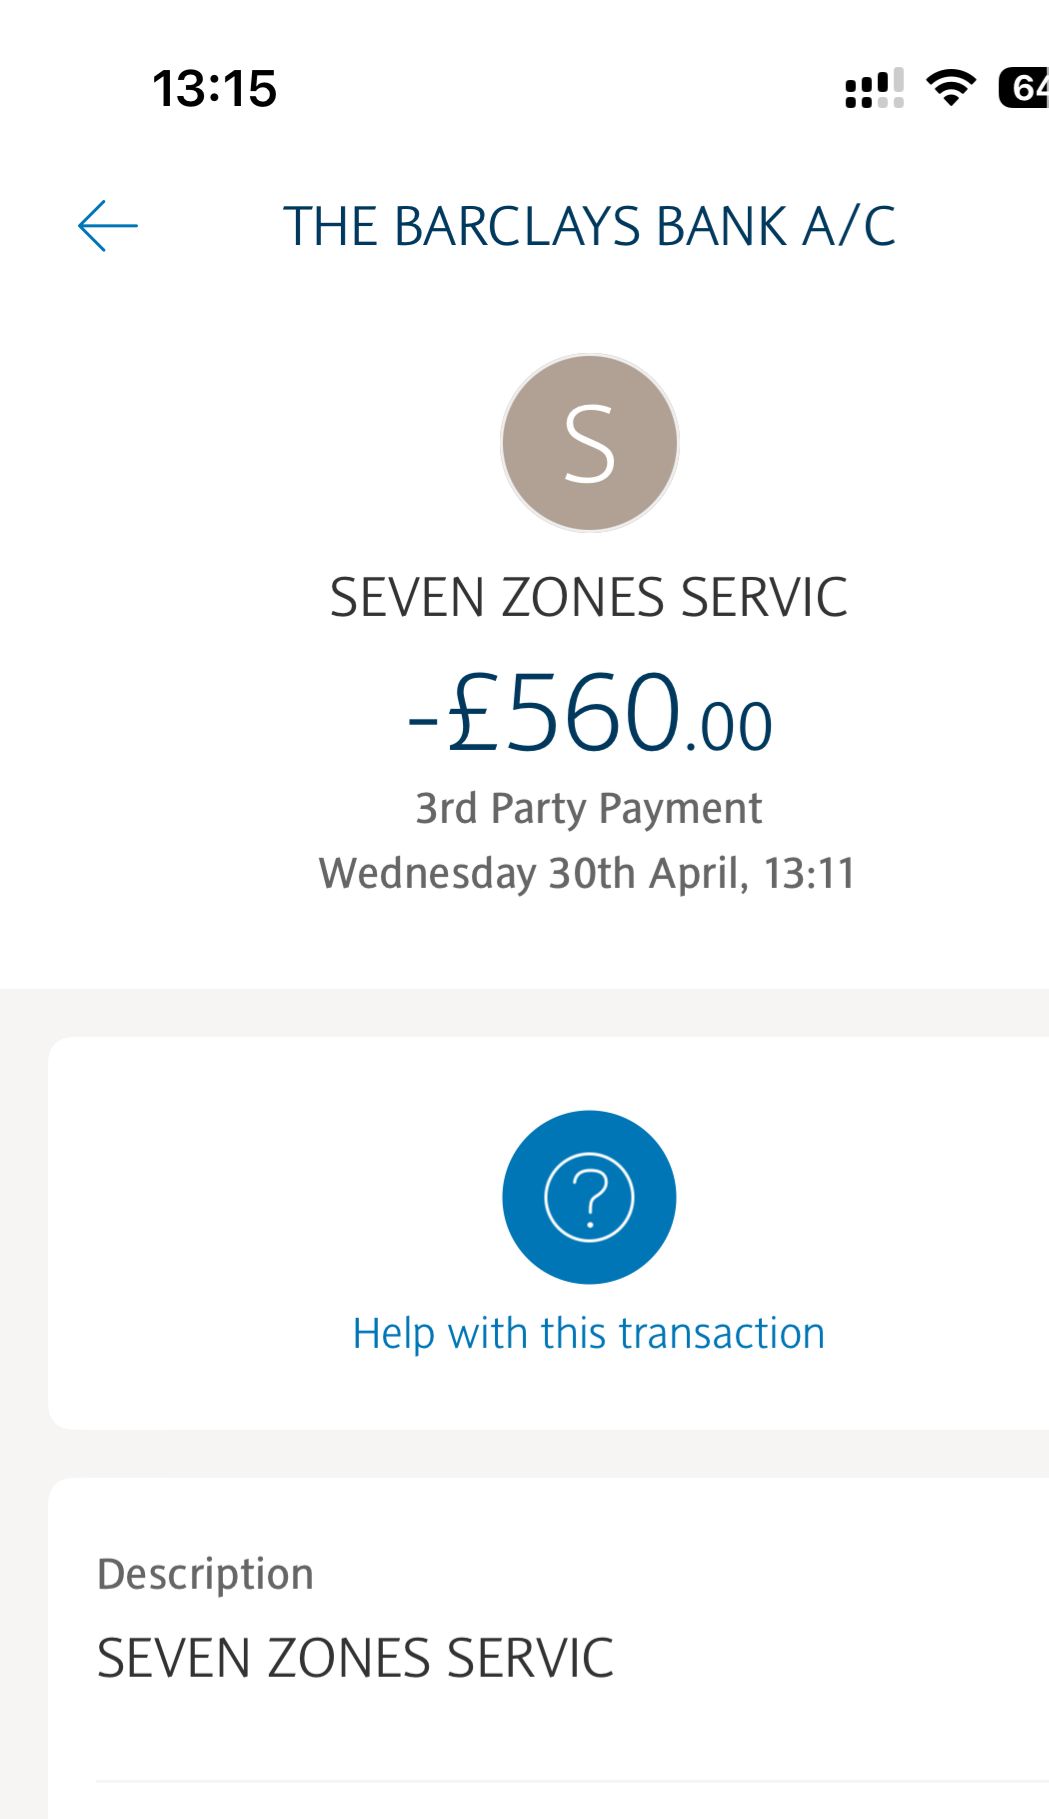 13:15
64
THE BARCLAYS BANK A/C
S
SEVEN ZONES SERVIC
-£560.00
3rd Party Payment
Wednesday 30th April, 13:11
?
Help with this transaction
Description
SEVEN ZONES SERVIC